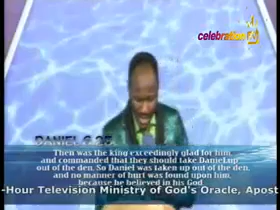 celebration
DANIEL 6:25
Then was the king exceedingly glad for him,
and commanded that they should take Daniel up
out of the den. So Daniel was taken up out of the den,
and no manner of hurt was found upon him,
because he believed in his God
-Hour Television Ministry of God's Oracle, Apost